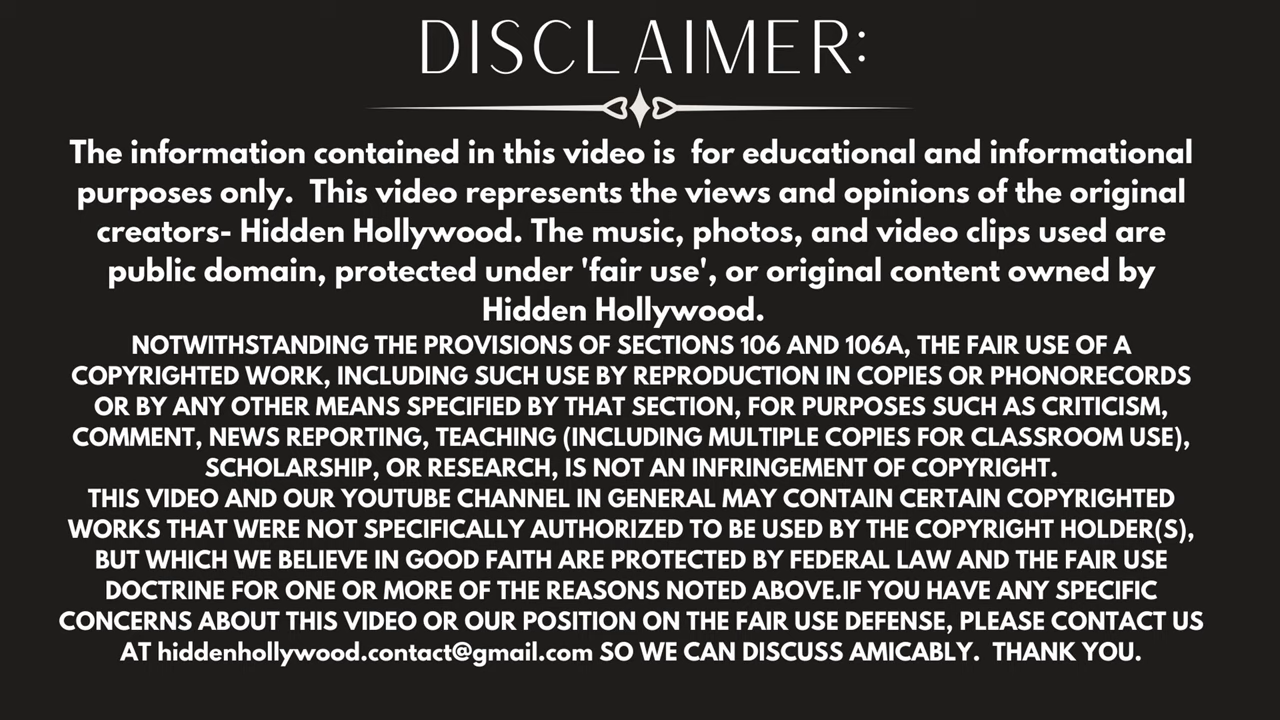 DISCLAIMER:
The information contained in this video is  for educational and informational
purposes only.  This video represents the views and opinions of the original
creators- Hidden Hollywood. The music, photos, and video clips used are
public domain, protected under 'fair use', or original content owned by
Hidden Hollywood.
NOTWITHSTANDING THE PROVISIONS OF SECTIONS 106 AND 106A, THE FAIR USE OF A
COPYRIGHTED WORK, INCLUDING SUCH USE BY REPRODUCTION IN COPIES OR PHONORECORDS
OR BY ANY OTHER MEANS SPECIFIED BY THAT SECTION, FOR PURPOSES SUCH AS CRITICISM,
COMMENT, NEWS REPORTING, TEACHING (INCLUDING MULTIPLE COPIES FOR CLASSROOM USE),
SCHOLARSHIP, OR RESEARCH, IS NOT AN INFRINGEMENT OF COPYRIGHT.
THIS VIDEO AND OUR YOUTUBE CHANNEL IN GENERAL MAY CONTAIN CERTAIN COPYRIGHTED
WORKS THAT WERE NOT SPECIFICALLY AUTHORIZED TO BE USED BY THE COPYRIGHT HOLDER(S),
BUT WHICH WE BELIEVE IN GOOD FAITH ARE PROTECTED BY FEDERAL LAW AND THE FAIR USE
DOCTRINE FOR ONE OR MORE OF THE REASONS NOTED ABOVE.IF YOU HAVE ANY SPECIFIC
CONCERNS ABOUT THIS VIDEO OR OUR POSITION ON THE FAIR USE DEFENSE, PLEASE CONTACT US
AT hiddenhollywood.contact@gmail.com SO WE CAN DISCUSS AMICABLY.  THANK YOU.